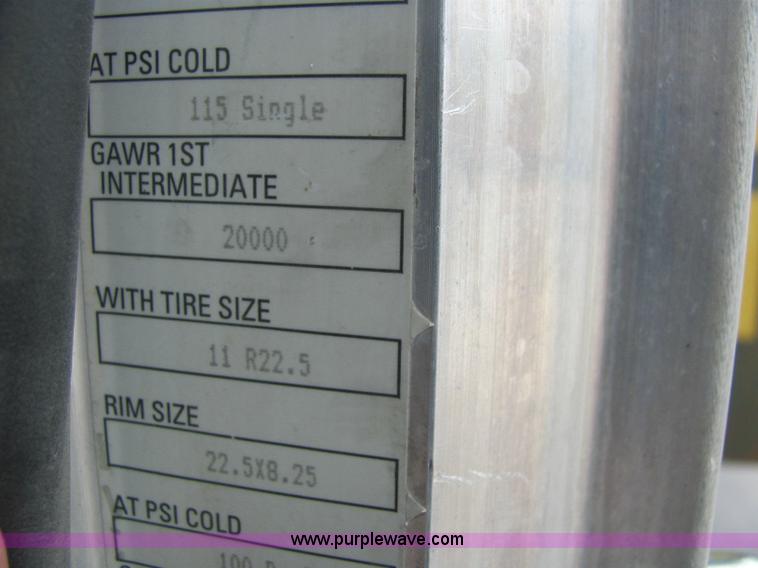 AT PSI COLD
115 Single
GAWR 1ST
INTERMEDIATE
20000
WITH TIRE SIZE
11 R22.5
RIM SIZE
22.5X8.25
AT PSI COLD
www.purplewave.com
100